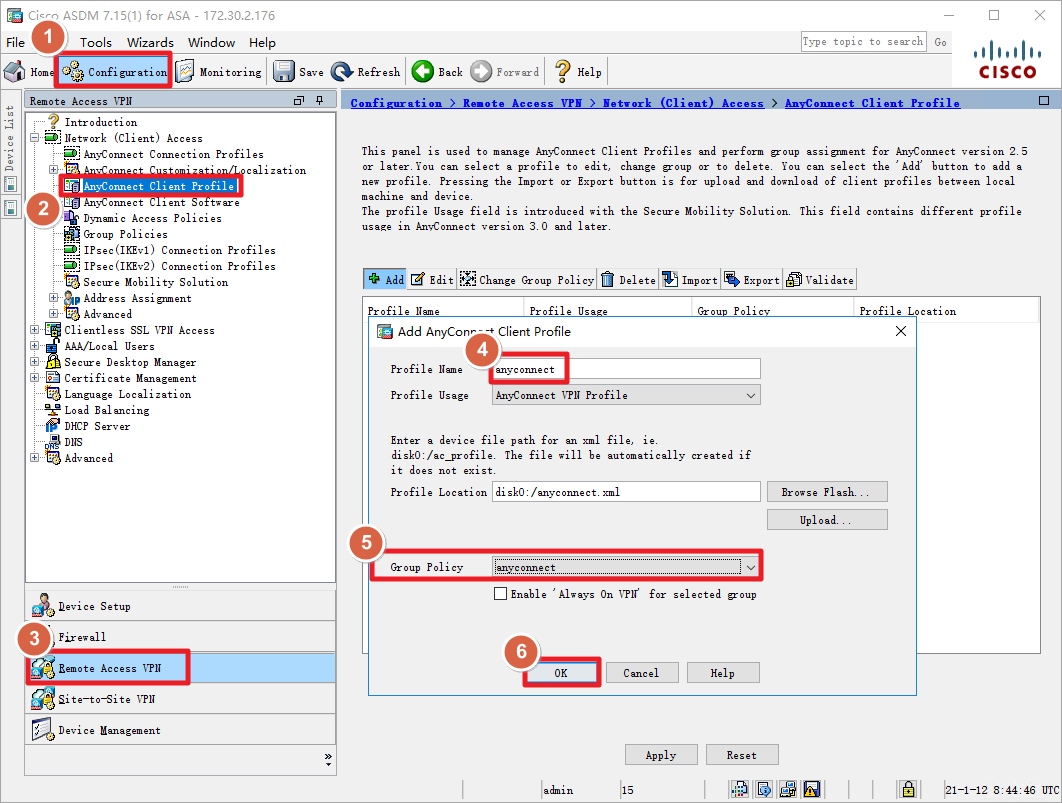 Cisco ASDM 7.15(1) for ASA - 172.30.2.176
File Tools Wizards Window Help
Type topic to search Go
1
Home Configuration Monitoring Save Refresh Back Forward Help
CISCO
Device List
Remote Access VPN
Introduction
Network (Client) Access
AnyConnect Connection Profiles
AnyConnect Customization/Localization
AnyConnect Client Profile
2
AnyConnect Client Software
Dynamic Access Policies
Group Policies
IPsec(IKEv1) Connection Profiles
IPsec(IKEv2) Connection Profiles
Secure Mobility Solution
Address Assignment
Advanced
Clientless SSL VPN Access
AAA/Local Users
Secure Desktop Manager
Certificate Management
Language Localization
Load Balancing
DHCP Server
DNS
Advanced
Device Setup
3
Firewall
Remote Access VPN
Site-to-Site VPN
Device Management
Configuration > Remote Access VPN > Network (Client) Access > AnyConnect Client Profile
This panel is used to manage AnyConnect Client Profiles and perform group assignment for AnyConnect version 2.5
or later.You can select a profile to edit, change group or to delete. You can select the 'Add' button to add a
new profile. Pressing the Import or Export button is for upload and download of client profiles between local
machine and device.
The profile Usage field is introduced with the Secure Mobility Solution. This field contains different profile
usage in AnyConnect version 3.0 and later.
Add Edit Change Group Policy Delete Import Export Validate
Profile Name Profile Usage Group Policy Profile Location
Add AnyConnect Client Profile
4
Profile Name anyconnect
Profile Usage AnyConnect VPN Profile
Enter a device file path for an xml file, ie.
disk0:/ac_profile. The file will be automatically created if
it does not exist.
Profile Location disk0:/anyconnect.xml Browse Flash...
Upload...
5
Group Policy anyconnect
Enable 'Always On VPN' for selected group
6
OK Cancel Help
Apply Reset
admin 15 21-1-12 8:44:46 UTC